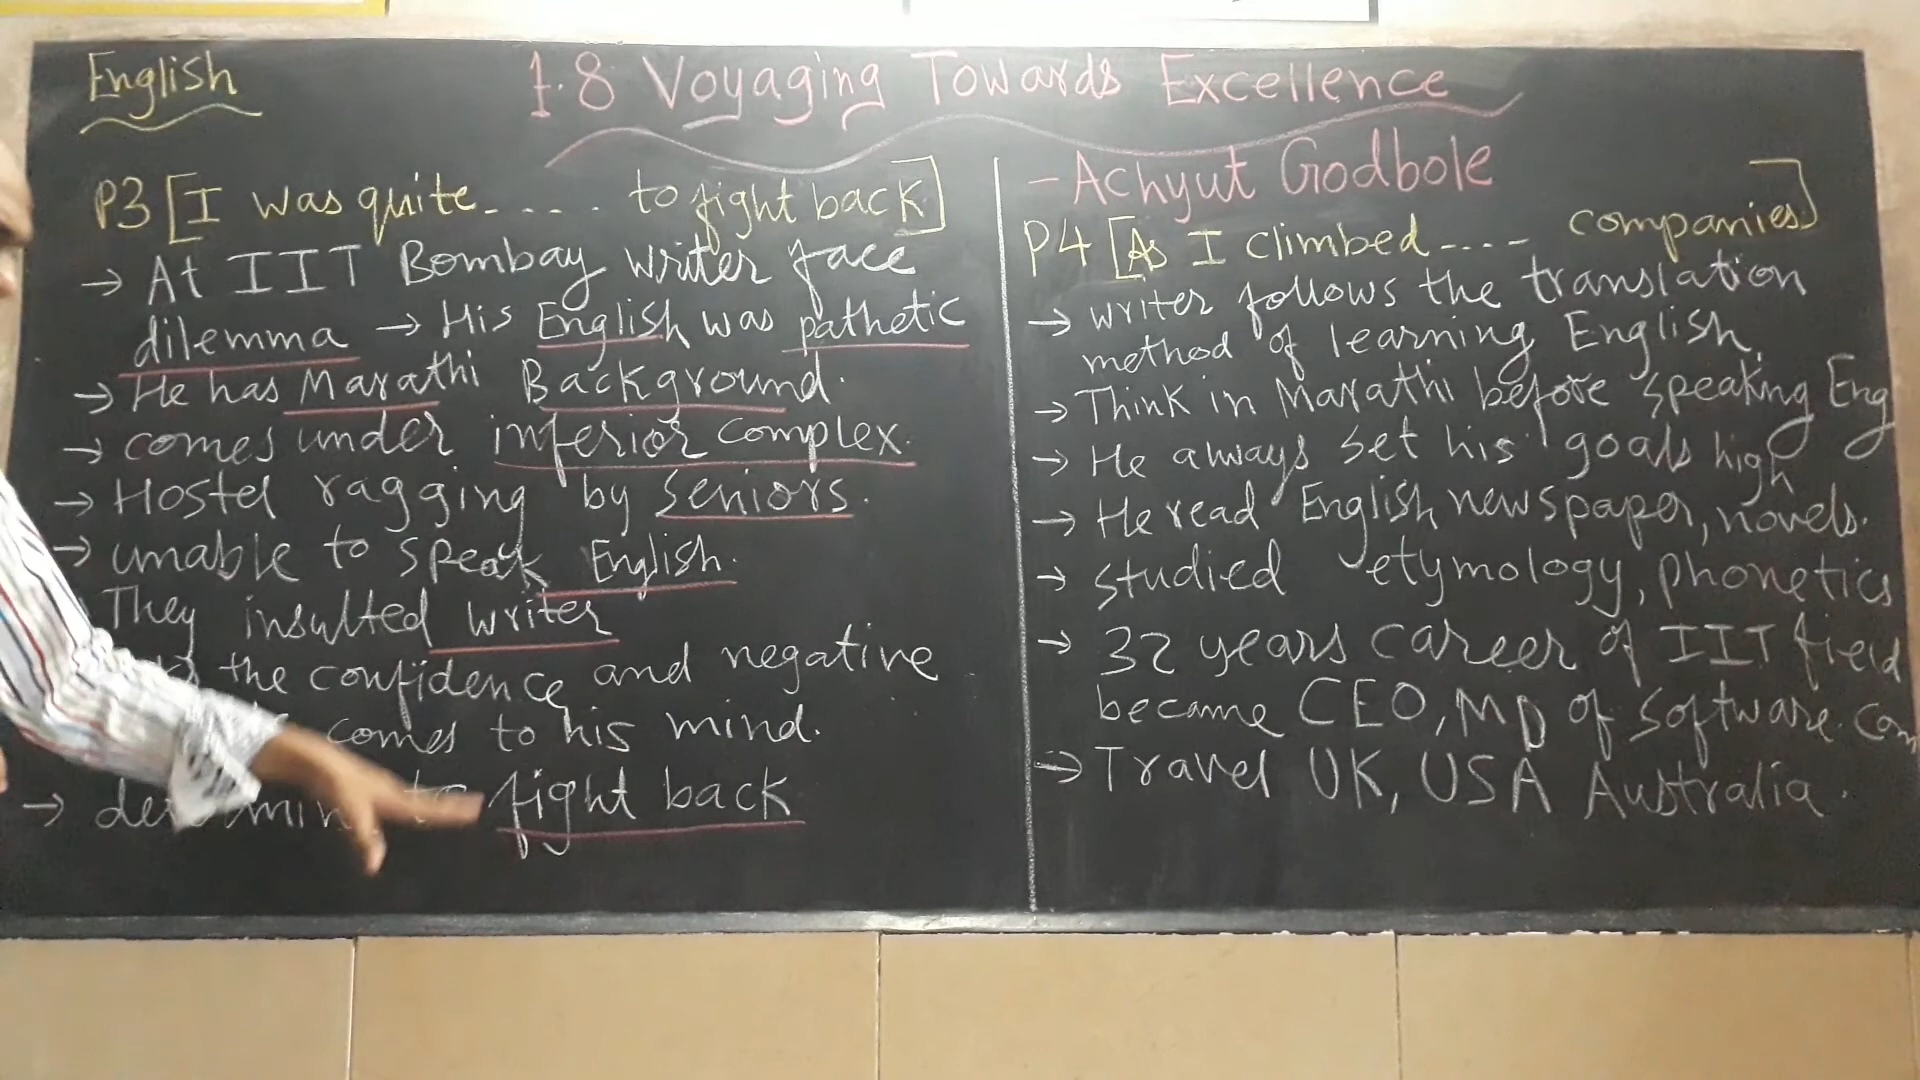 English
1.8 Voyaging Towards Excellence
- Achyut Godbole
P3 [I was quite..... to fight back]
→ At IIT Bombay writer face
dilemma → His English was pathetic
→ He has Marathi Background.
→ comes under inferior complex.
→ Hostel ragging by seniors.
→ unable to speak English.
They insulted writer
the confidence and negative
comes to his mind.
→ to fight back
P4 [As I climbed.... companies]
→ writer follows the translation
method of learning English.
→ Think in Marathi before speaking Eng
→ He always set his goals high
→ He read English newspaper, novels.
→ studied etymology, phonetics
→ 32 years career of IIT field
became CEO, MD of software. com
→ Travel UK, USA Australia.